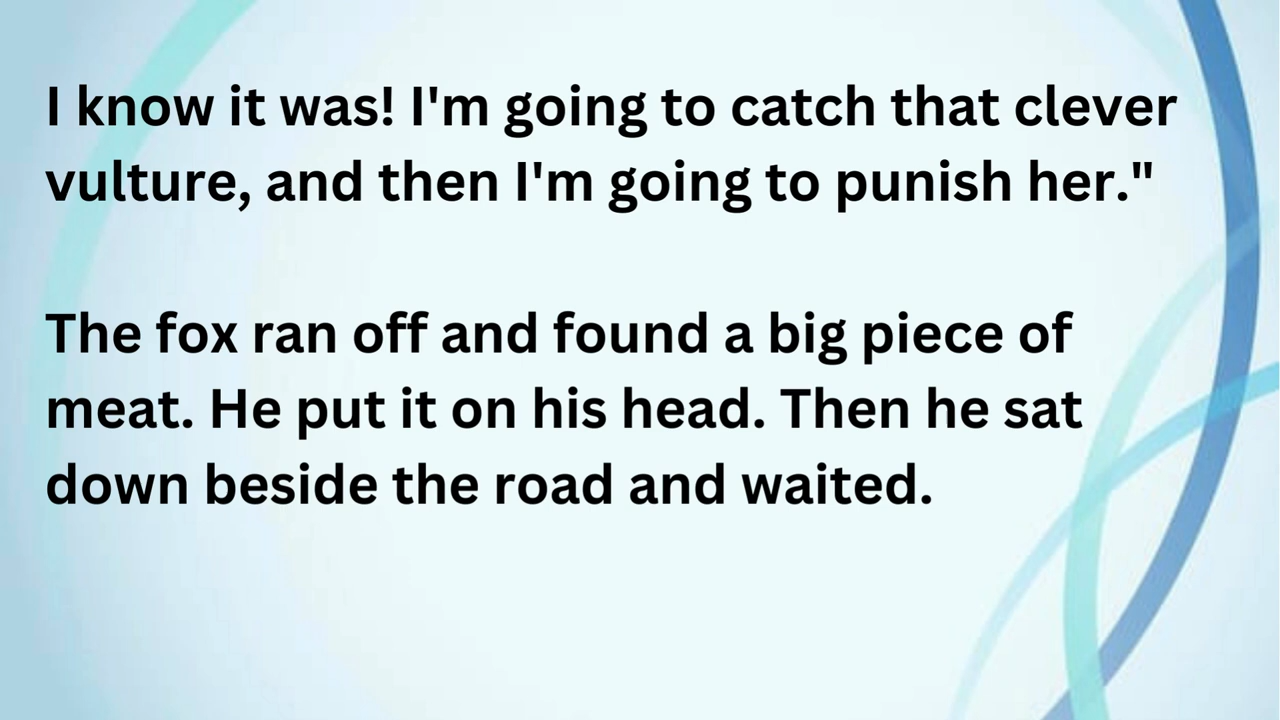 I know it was! I'm going to catch that clever
vulture, and then I'm going to punish her."
The fox ran off and found a big piece of
meat. He put it on his head. Then he sat
down beside the road and waited.